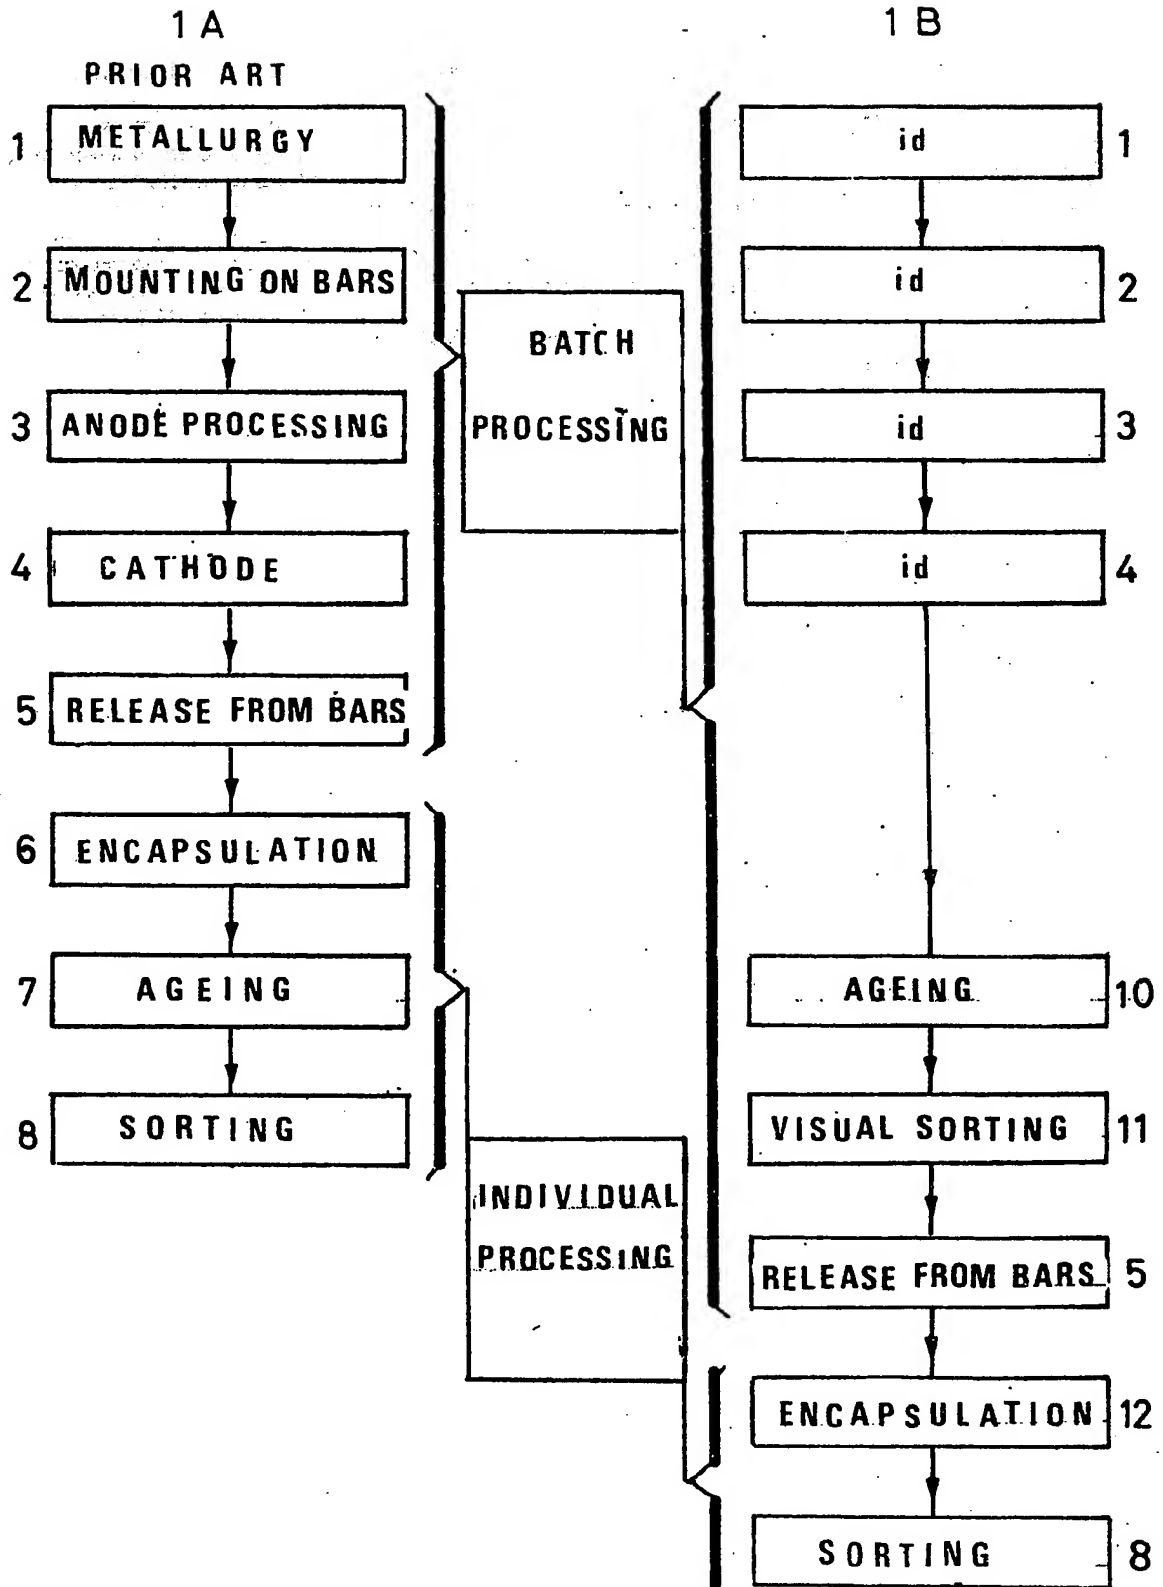 1A
PRIOR ART
1 METALLURGY
2 MOUNTING ON BARS
3 ANODE PROCESSING
4 CATHODE
5 RELEASE FROM BARS
6 ENCAPSULATION
7 AGEING
8 SORTING
BATCH
PROCESSING
INDIVIDUAL
PROCESSING
1B
id 1
id 2
id 3
id 4
AGEING 10
VISUAL SORTING 11
RELEASE FROM BARS 5
ENCAPSULATION 12
SORTING 8